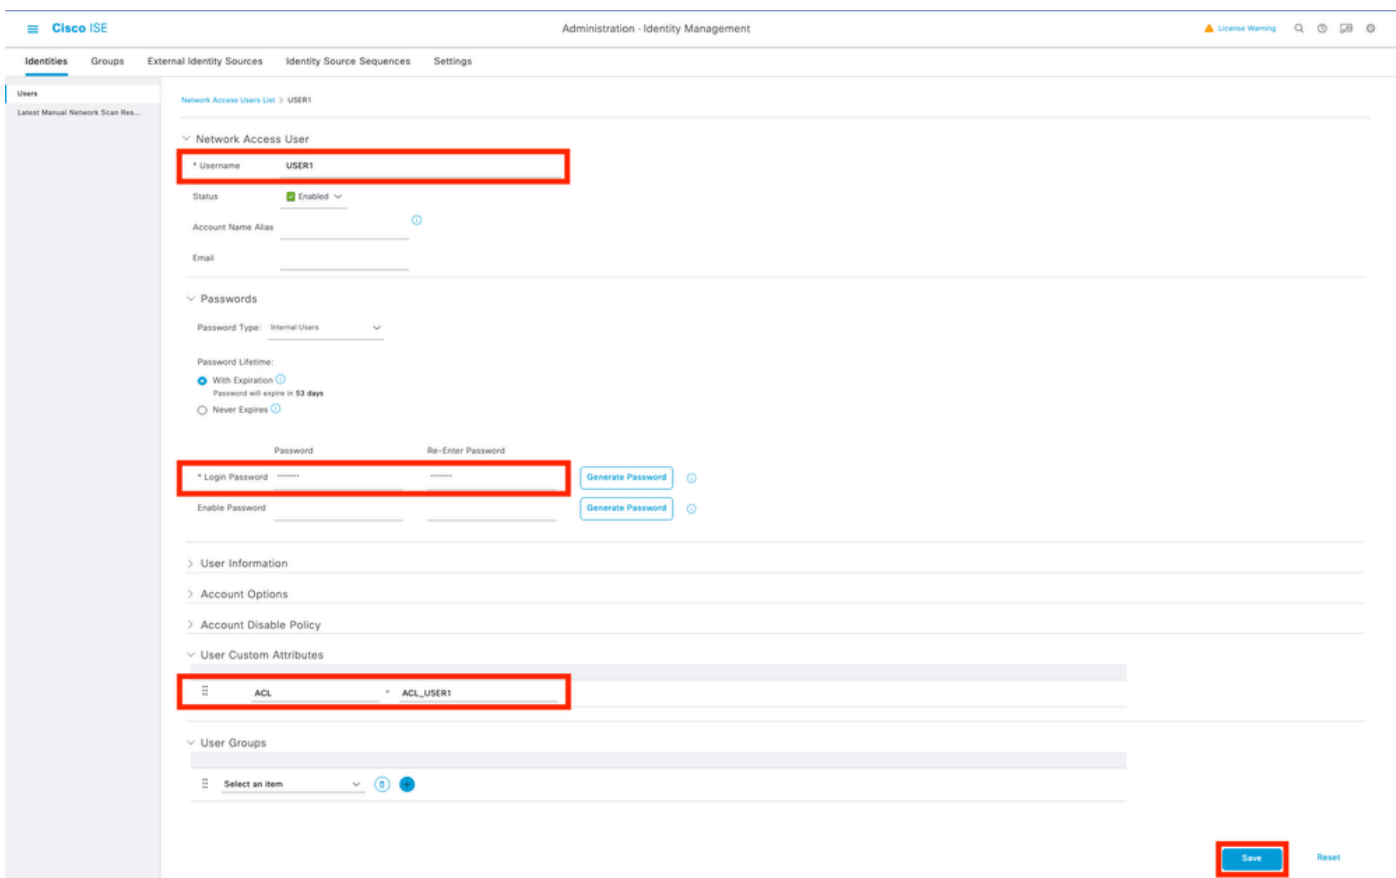 Cisco ISE
Administration - Identity Management
License Warning
Identities Groups External Identity Sources Identity Source Sequences Settings
Users
Latest Manual Network Scan Res...
Network Access Users List > USER1
Network Access User
* Username USER1
Status Enabled
Account Name Alias
Email
Passwords
Password Type: Internal Users
Password Lifetime:
With Expiration
Password will expire in 53 days
Never Expires
Password Re-Enter Password
* Login Password ········ ······· Generate Password
Enable Password Generate Password
User Information
Account Options
Account Disable Policy
User Custom Attributes
ACL * ACL_USER1
User Groups
Select an item
Save Reset